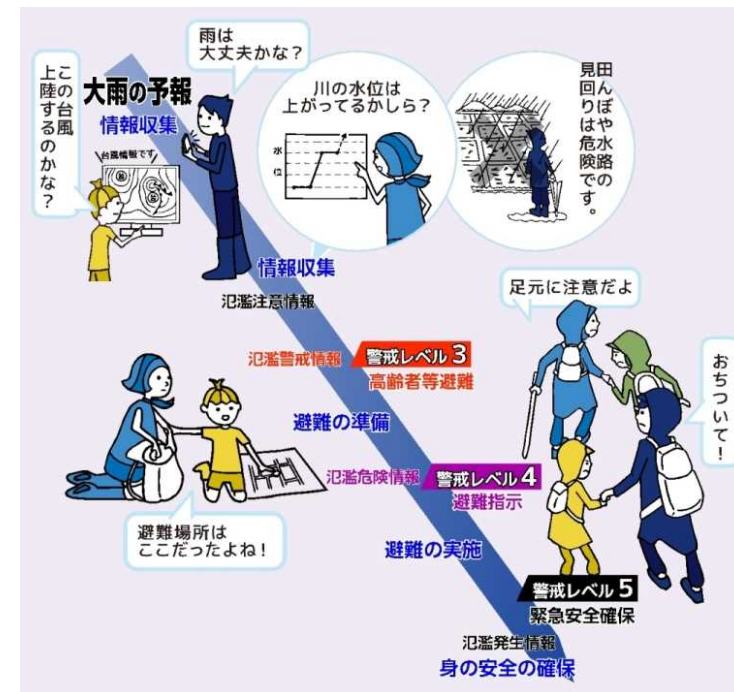 雨は
大丈夫かな？
この台風
上陸するのかな？
大雨の予報
情報収集
台風情報です
川の水位は
上がってるかしら？
水位
田んぼや水路の
見回りは危険です。
情報収集
氾濫注意情報
足元に注意だよ
氾濫警戒情報
警戒レベル3
高齢者等避難
おちついて！
避難の準備
氾濫危険情報
警戒レベル4
避難指示
避難場所は
ここだったよね！
避難の実施
警戒レベル5
緊急安全確保
氾濫発生情報
身の安全の確保